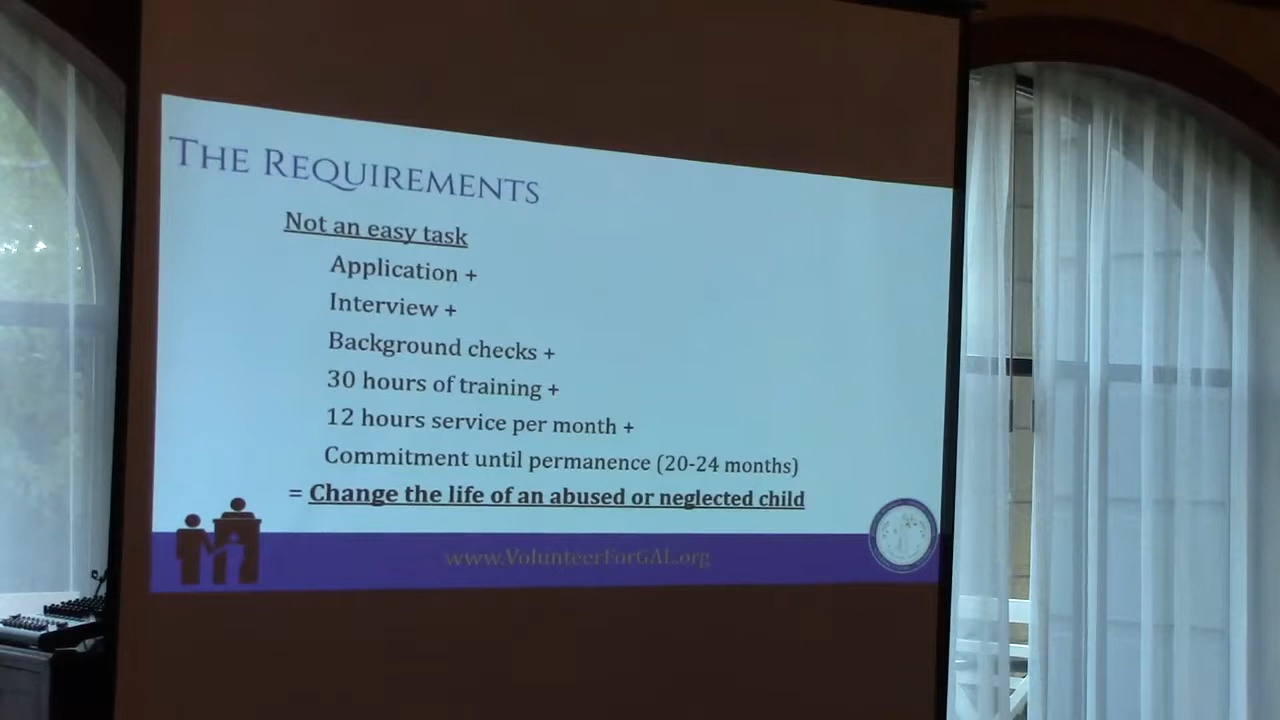 THE REQUIREMENTS
Not an easy task
Application +
Interview +
Background checks +
30 hours of training +
12 hours service per month +
Commitment until permanence (20-24 months)
= Change the life of an abused or neglected child
www.VolunteerForGAL.org